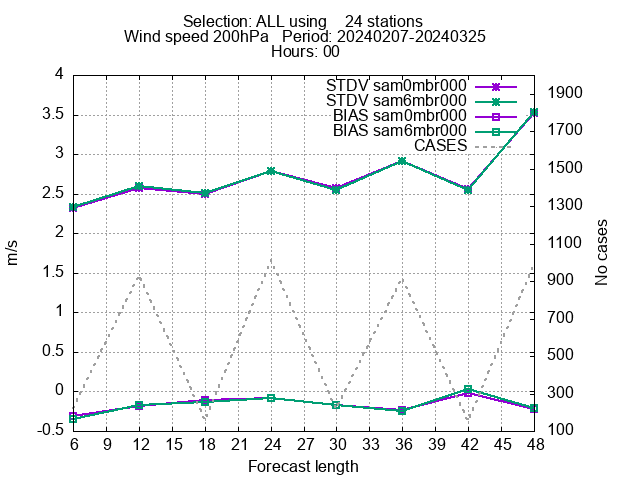 Selection: ALL using    24 stations
Wind speed 200hPa   Period: 20240207-20240325
Hours: 00
STDV sam0mbr000
STDV sam6mbr000
BIAS sam0mbr000
BIAS sam6mbr000
CASES
m/s
4
3.5
3
2.5
2
1.5
1
0.5
0
-0.5
No cases
1900
1700
1500
1300
1100
900
700
500
300
100
6 9 12 15 18 21 24 27 30 33 36 39 42 45 48
Forecast length